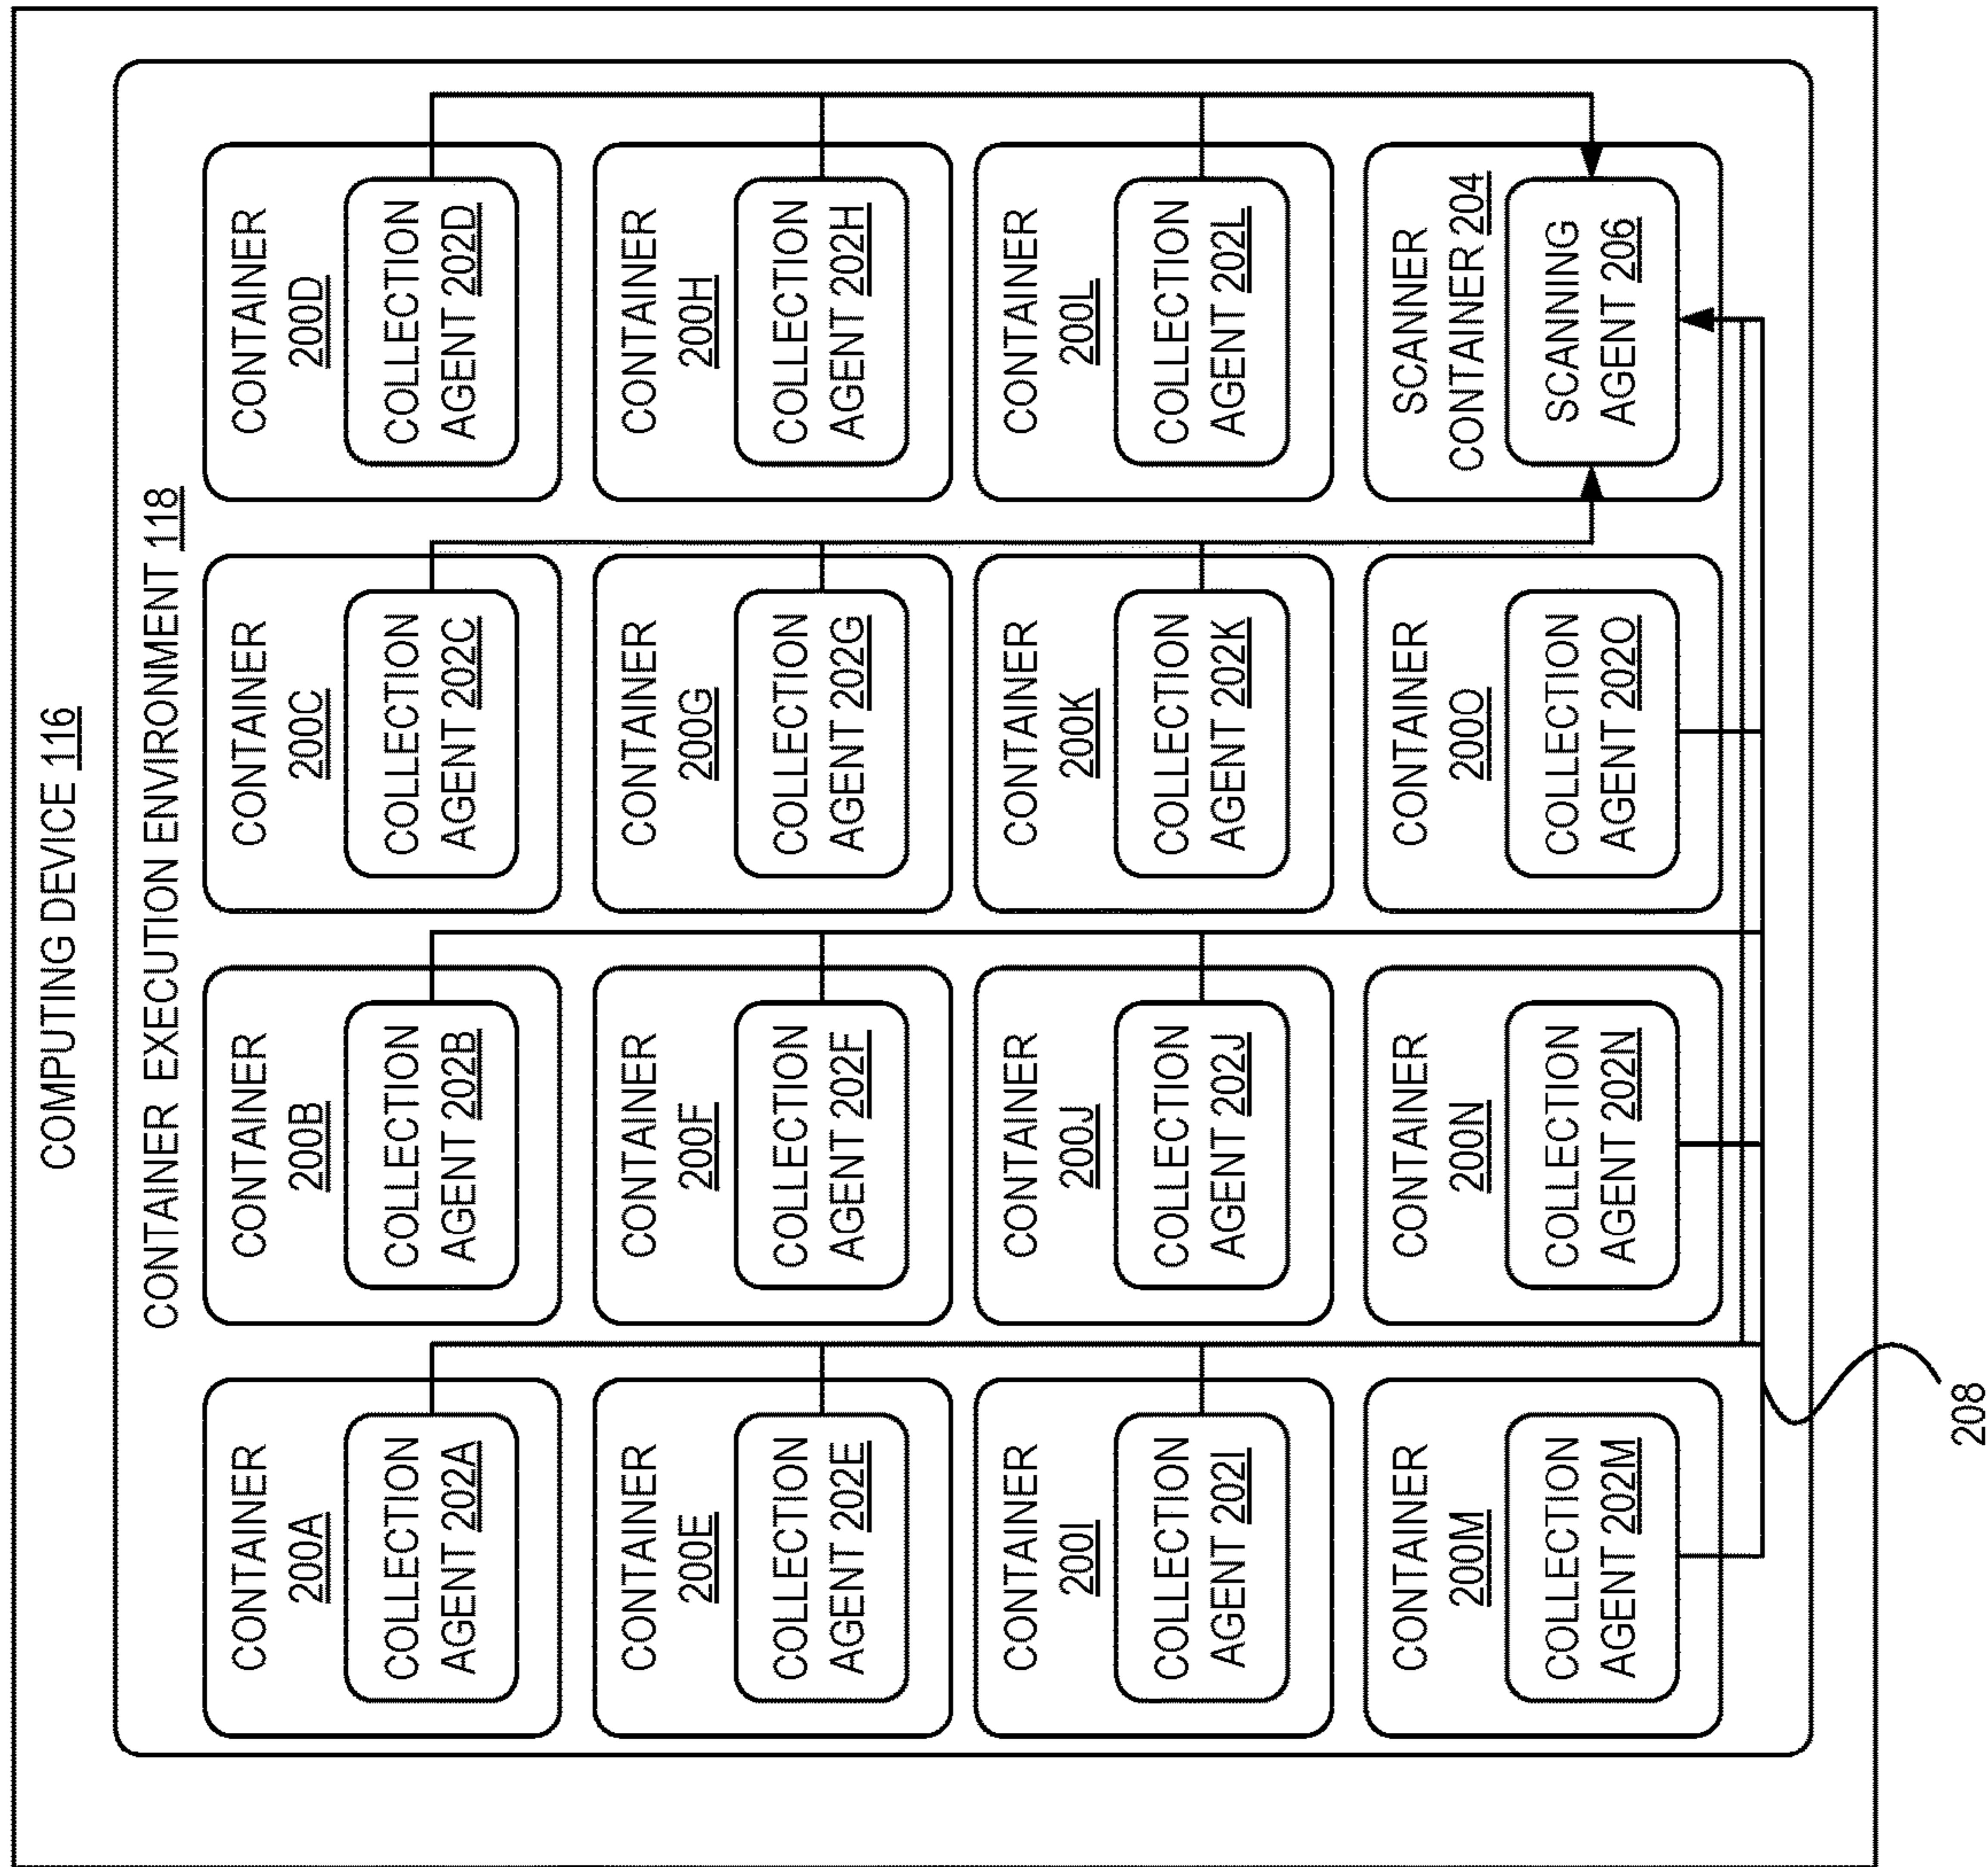 COMPUTING DEVICE 116
CONTAINER EXECUTION ENVIRONMENT 118
CONTAINER
200A
COLLECTION
AGENT 202A
CONTAINER
200B
COLLECTION
AGENT 202B
CONTAINER
200C
COLLECTION
AGENT 202C
CONTAINER
200D
COLLECTION
AGENT 202D
CONTAINER
200E
COLLECTION
AGENT 202E
CONTAINER
200F
COLLECTION
AGENT 202F
CONTAINER
200G
COLLECTION
AGENT 202G
CONTAINER
200H
COLLECTION
AGENT 202H
CONTAINER
200I
COLLECTION
AGENT 202I
CONTAINER
200J
COLLECTION
AGENT 202J
CONTAINER
200K
COLLECTION
AGENT 202K
CONTAINER
200L
COLLECTION
AGENT 202L
CONTAINER
200M
COLLECTION
AGENT 202M
CONTAINER
200N
COLLECTION
AGENT 202N
CONTAINER
200O
COLLECTION
AGENT 202O
SCANNER
CONTAINER 204
SCANNING
AGENT 206
208